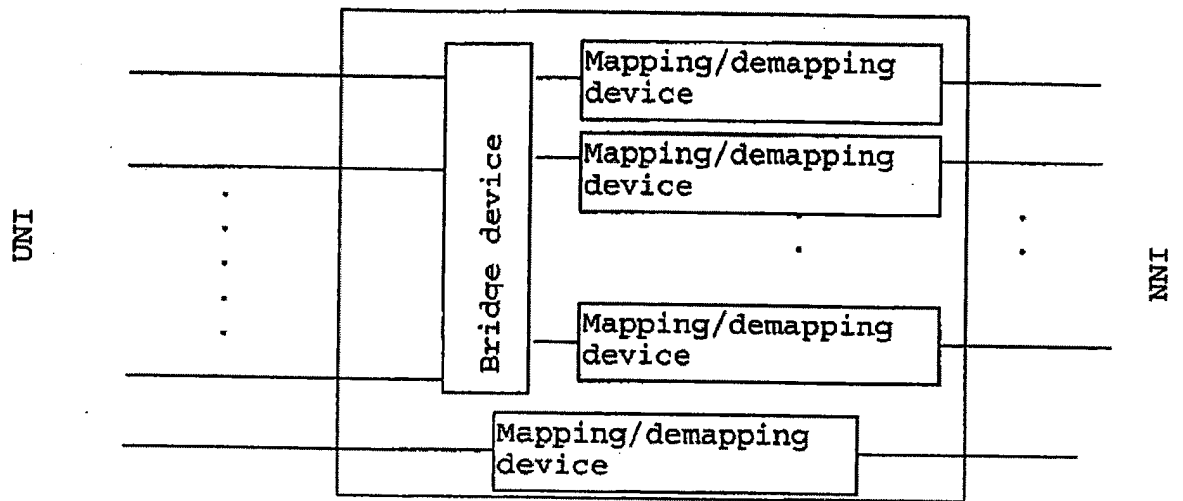 Mapping/demapping
device
Mapping/demapping
device
UNI
Bridge device
NNI
Mapping/demapping
device
Mapping/demapping
device